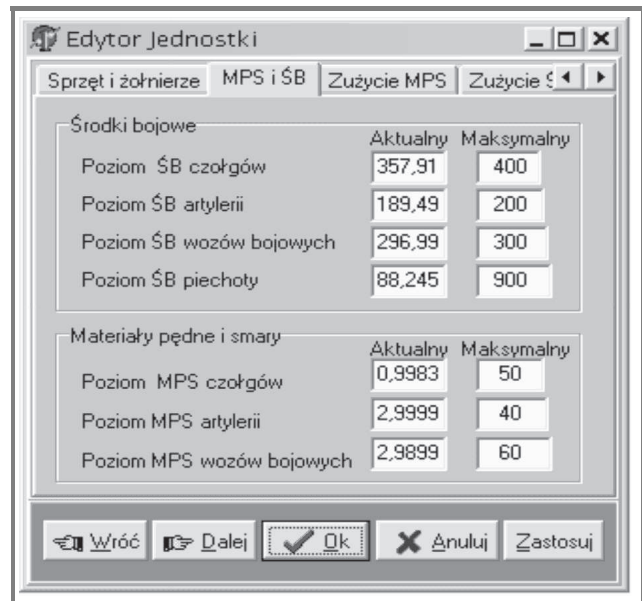 Edytor Jednostki
Sprzęt i żołnierze MPS i ŚB Zużycie MPS Zużycie Ś
Środki bojowe
Aktualny Maksymalny
Poziom ŚB czołgów 357,91 400
Poziom ŚB artylerii 189,49 200
Poziom ŚB wozów bojowych 296,99 300
Poziom ŚB piechoty 88,245 900
Materiały pędne i smary
Aktualny Maksymalny
Poziom MPS czołgów 0,9983 50
Poziom MPS artylerii 2,9999 40
Poziom MPS wozów bojowych 2,9899 60
Wróć Dalej Ok Anuluj Zastosuj